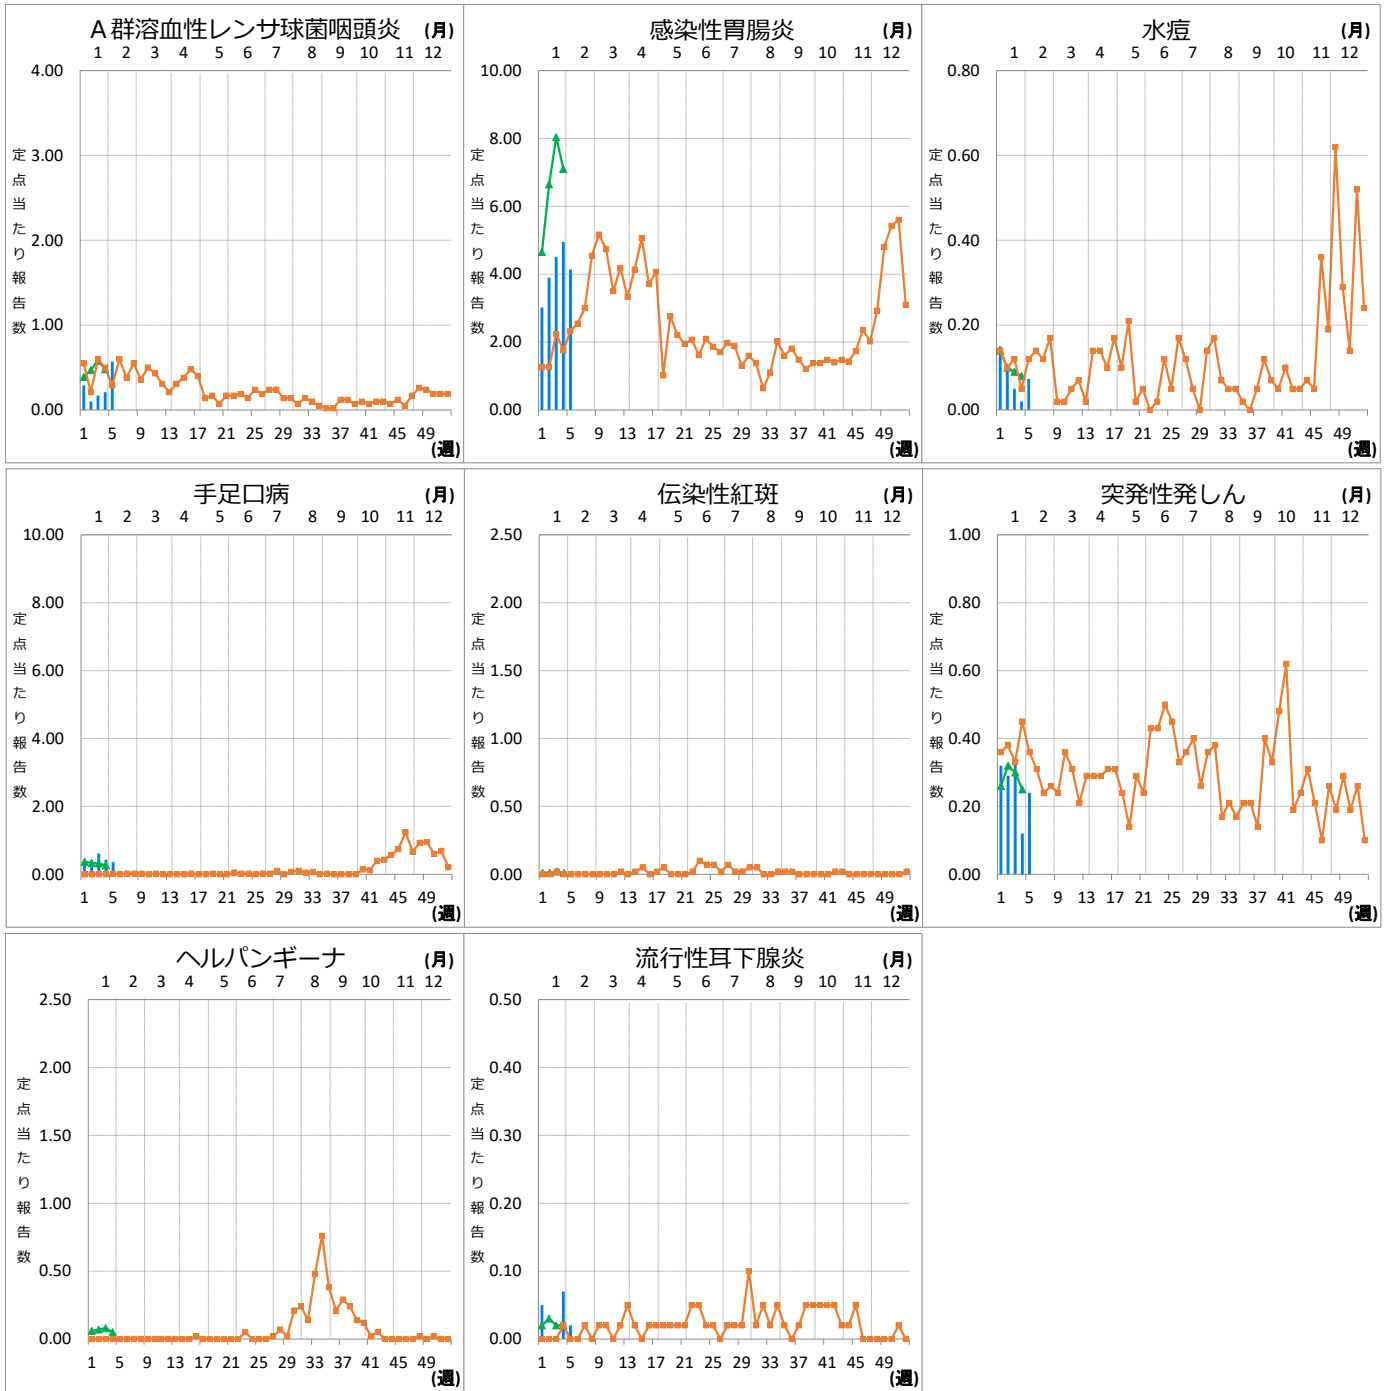 A群溶血性レンサ球菌咽頭炎 (月)
1 2 3 4 5 6 7 8 9 10 11 12
4.00
3.00
2.00
1.00
0.00
定点当たり報告数
1 5 9 13 17 21 25 29 33 37 41 45 49
(週)
感染性胃腸炎 (月)
1 2 3 4 5 6 7 8 9 10 11 12
10.00
8.00
6.00
4.00
2.00
0.00
定点当たり報告数
1 5 9 13 17 21 25 29 33 37 41 45 49
(週)
水痘 (月)
1 2 3 4 5 6 7 8 9 10 11 12
0.80
0.60
0.40
0.20
0.00
定点当たり報告数
1 5 9 13 17 21 25 29 33 37 41 45 49
(週)
手足口病 (月)
1 2 3 4 5 6 7 8 9 10 11 12
10.00
8.00
6.00
4.00
2.00
0.00
定点当たり報告数
1 5 9 13 17 21 25 29 33 37 41 45 49
(週)
伝染性紅斑 (月)
1 2 3 4 5 6 7 8 9 10 11 12
2.50
2.00
1.50
1.00
0.50
0.00
定点当たり報告数
1 5 9 13 17 21 25 29 33 37 41 45 49
(週)
突発性発しん (月)
1 2 3 4 5 6 7 8 9 10 11 12
1.00
0.80
0.60
0.40
0.20
0.00
定点当たり報告数
1 5 9 13 17 21 25 29 33 37 41 45 49
(週)
ヘルパンギーナ (月)
1 2 3 4 5 6 7 8 9 10 11 12
2.50
2.00
1.50
1.00
0.50
0.00
定点当たり報告数
1 5 9 13 17 21 25 29 33 37 41 45 49
(週)
流行性耳下腺炎 (月)
1 2 3 4 5 6 7 8 9 10 11 12
0.50
0.40
0.30
0.20
0.10
0.00
定点当たり報告数
1 5 9 13 17 21 25 29 33 37 41 45 49
(週)